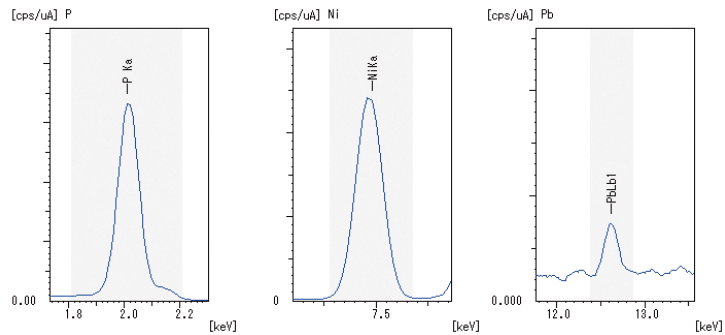 [cps/uA] P
P Ka
0.00
1.8 2.0 2.2
[keV]
[cps/uA] Ni
NiKa
0
7.5
[keV]
[cps/uA] Pb
PbLb1
0.000
12.0 13.0
[keV]